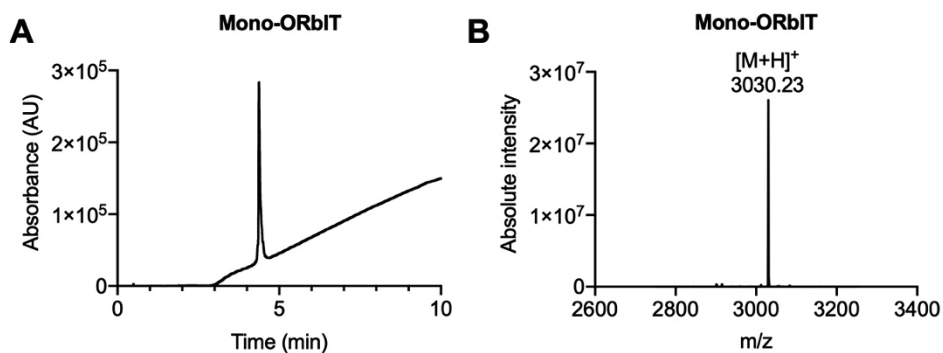 A
Mono-ORbIT
3×10⁵
2×10⁵
1×10⁵
0
Absorbance (AU)
0
5
10
Time (min)
B
Mono-ORbIT
[M+H]⁺
3030.23
3×10⁷
2×10⁷
1×10⁷
0
Absolute intensity
2600
2800
3000
3200
3400
m/z